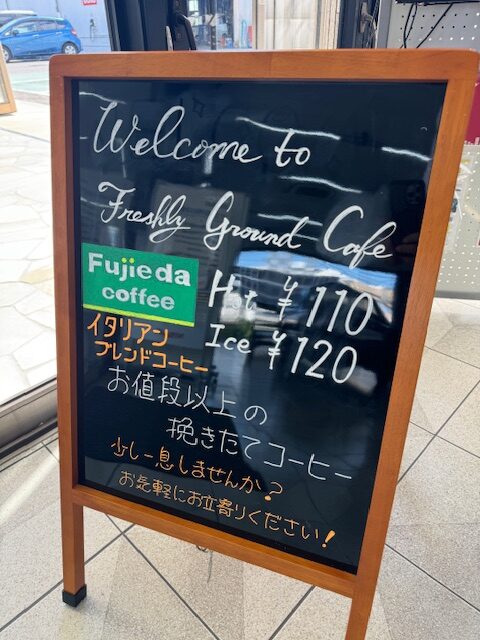 Welcome to
Freshly Ground Cafe
Fujieda
coffee
Hot ¥110
Ice ¥120
イタリアン
ブレンドコーヒー
お値段以上の
挽きたてコーヒー
少し一息しませんか？
お気軽にお立寄りください！